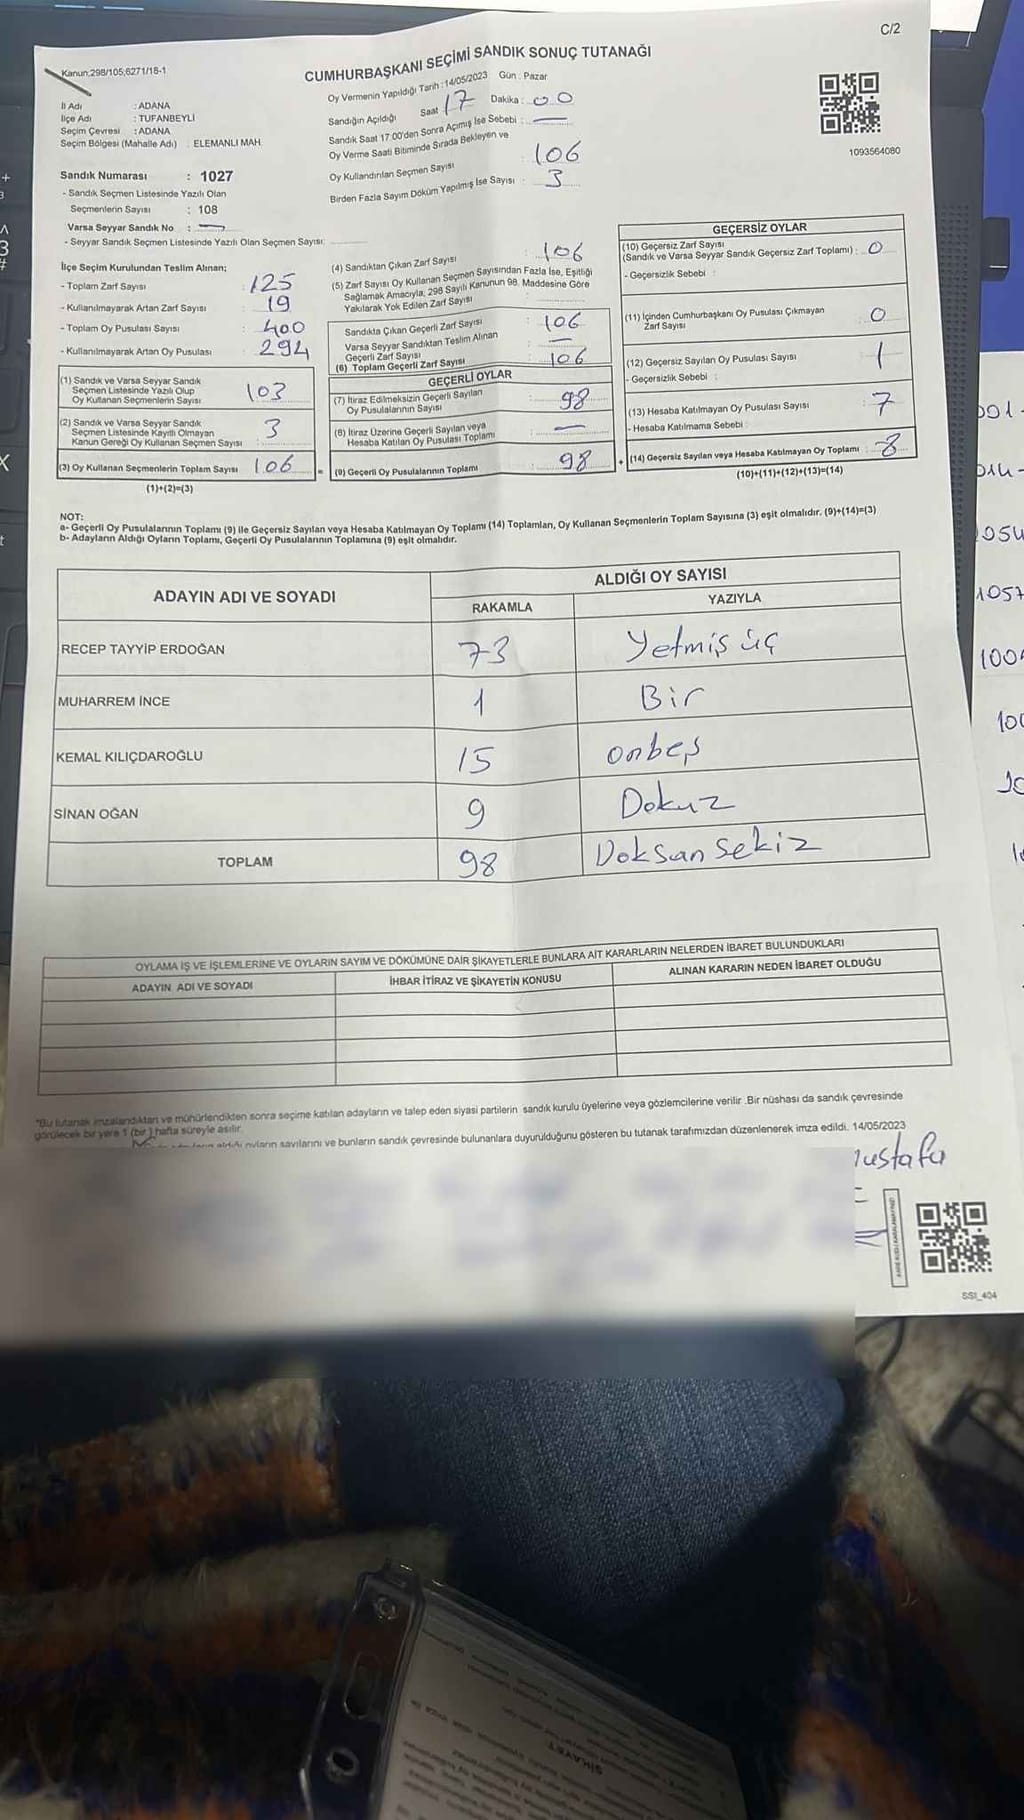 C/2
Kanun:298/105;6271/18-1
CUMHURBAŞKANI SEÇİMİ SANDIK SONUÇ TUTANAĞI
Oy Vermenin Yapıldığı Tarih : 14/05/2023 Gün : Pazar
İl Adı : ADANA
İlçe Adı : TUFANBEYLİ
Seçim Çevresi : ADANA
Seçim Bölgesi (Mahalle Adı) : ELEMANLI MAH.
Sandığın Açıldığı Saat 17 Dakika : 00
Sandık Saat 17:00'den Sonra Açımış İse Sebebi : —
Oy Verme Saati Bitiminde Sırada Bekleyen ve
Oy Kullandırılan Seçmen Sayısı : 106
Birden Fazla Sayım Döküm Yapılmış İse Sayısı : 3
1093564080
Sandık Numarası : 1027
- Sandık Seçmen Listesinde Yazılı Olan
Seçmenlerin Sayısı : 108
Varsa Seyyar Sandık No : —
- Seyyar Sandık Seçmen Listesinde Yazılı Olan Seçmen Sayısı:
İlçe Seçim Kurulundan Teslim Alınan;
- Toplam Zarf Sayısı : 125
- Kullanılmayarak Artan Zarf Sayısı : 19
- Toplam Oy Pusulası Sayısı : 400
- Kullanılmayarak Artan Oy Pusulası : 294
(1) Sandık ve Varsa Seyyar Sandık
Seçmen Listesinde Yazılı Olup
Oy Kullanan Seçmenlerin Sayısı : 103
(2) Sandık ve Varsa Seyyar Sandık
Seçmen Listesinde Kayıtlı Olmayan
Kanun Gereği Oy Kullanan Seçmen Sayısı : 3
(3) Oy Kullanan Seçmenlerin Toplam Sayısı : 106
(1)+(2)=(3)
(4) Sandıktan Çıkan Zarf Sayısı : 106
(5) Zarf Sayısı Oy Kullanan Seçmen Sayısından Fazla İse, Eşitliği
Sağlamak Amacıyla, 298 Sayılı Kanunun 98. Maddesine Göre
Yakılarak Yok Edilen Zarf Sayısı :
Sandıkta Çıkan Geçerli Zarf Sayısı : 106
Varsa Seyyar Sandıktan Teslim Alınan
Geçerli Zarf Sayısı : —
(6) Toplam Geçerli Zarf Sayısı : 106
GEÇERLİ OYLAR
(7) İtiraz Edilmeksizin Geçerli Sayılan
Oy Pusulalarının Sayısı : 98
(8) İtiraz Üzerine Geçerli Sayılan veya
Hesaba Katılan Oy Pusulası Toplamı : —
= (9) Geçerli Oy Pusulalarının Toplamı : 98
GEÇERSİZ OYLAR
(10) Geçersiz Zarf Sayısı
(Sandık ve Varsa Seyyar Sandık Geçersiz Zarf Toplamı) : 0
- Geçersizlik Sebebi :
(11) İçinden Cumhurbaşkanı Oy Pusulası Çıkmayan
Zarf Sayısı : 0
(12) Geçersiz Sayılan Oy Pusulası Sayısı : 1
- Geçersizlik Sebebi :
(13) Hesaba Katılmayan Oy Pusulası Sayısı : 7
- Hesaba Katılmama Sebebi :
+ (14) Geçersiz Sayılan veya Hesaba Katılmayan Oy Toplamı : 8
(10)+(11)+(12)+(13)=(14)
NOT:
a- Geçerli Oy Pusulalarının Toplamı (9) ile Geçersiz Sayılan veya Hesaba Katılmayan Oy Toplamı (14) Toplamları, Oy Kullanan Seçmenlerin Toplam Sayısına (3) eşit olmalıdır. (9)+(14)=(3)
b- Adayların Aldığı Oyların Toplamı, Geçerli Oy Pusulalarının Toplamına (9) eşit olmalıdır.
ADAYIN ADI VE SOYADI
ALDIĞI OY SAYISI
RAKAMLA YAZIYLA
RECEP TAYYİP ERDOĞAN 73 Yetmiş üç
MUHARREM İNCE 1 Bir
KEMAL KILIÇDAROĞLU 15 onbeş
SİNAN OĞAN 9 Dokuz
TOPLAM 98 Doksan Sekiz
OYLAMA İŞ VE İŞLEMLERİNE VE OYLARIN SAYIM VE DÖKÜMÜNE DAİR ŞİKAYETLERLE BUNLARA AİT KARARLARIN NELERDEN İBARET BULUNDUKLARI
ADAYIN ADI VE SOYADI İHBAR İTİRAZ VE ŞİKAYETİN KONUSU ALINAN KARARIN NEDEN İBARET OLDUĞU
*Bu tutanak imzalandıktan ve mühürlendikten sonra seçime katılan adayların ve talep eden siyasi partilerin sandık kurulu üyelerine veya gözlemcilerine verilir .Bir nüshası da sandık çevresinde
görülecek bir yere 1 (bir ) hafta süreyle asılır.
aldığı oyların sayılarını ve bunların sandık çevresinde bulunanlara duyurulduğunu gösteren bu tutanak tarafımızdan düzenlenerek imza edildi. 14/05/2023
ustafa
SSI_404
1054
1057
100
ŞİKAYET